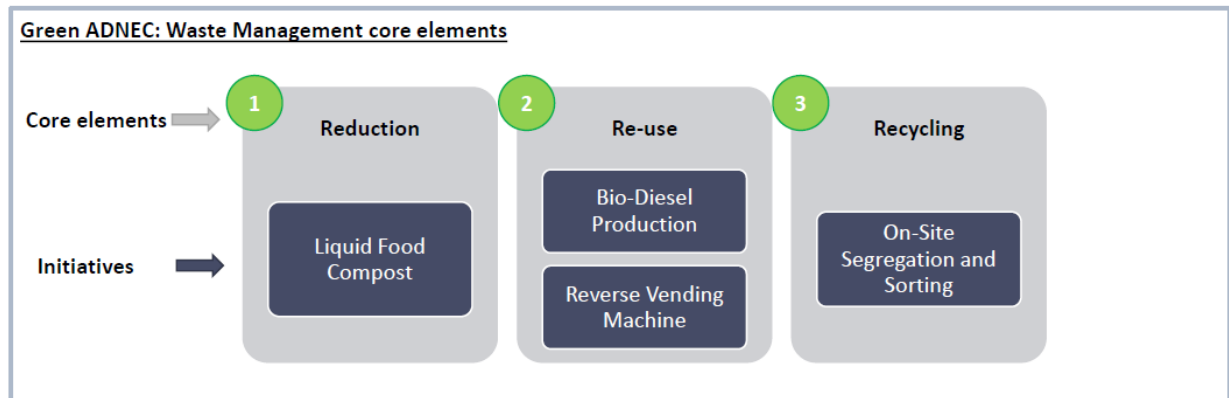 Green ADNEC: Waste Management core elements
Core elements
1
Reduction
2
Re-use
3
Recycling
Initiatives
Liquid Food
Compost
Bio-Diesel
Production
Reverse Vending
Machine
On-Site
Segregation and
Sorting